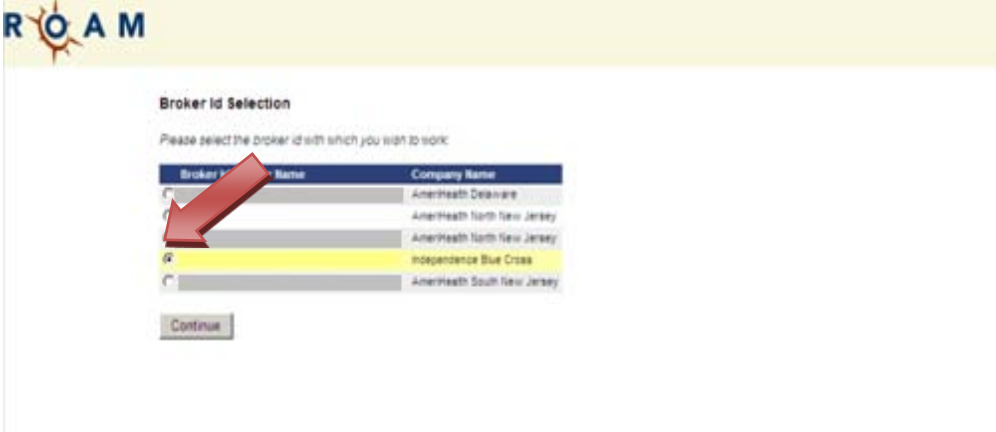 ROAM
Broker Id Selection
Please select the broker id with which you wish to work:
Broker Name Company Name
AmeriHealth Delaware
AmeriHealth North New Jersey
AmeriHealth North New Jersey
Independence Blue Cross
AmeriHealth South New Jersey
Continue